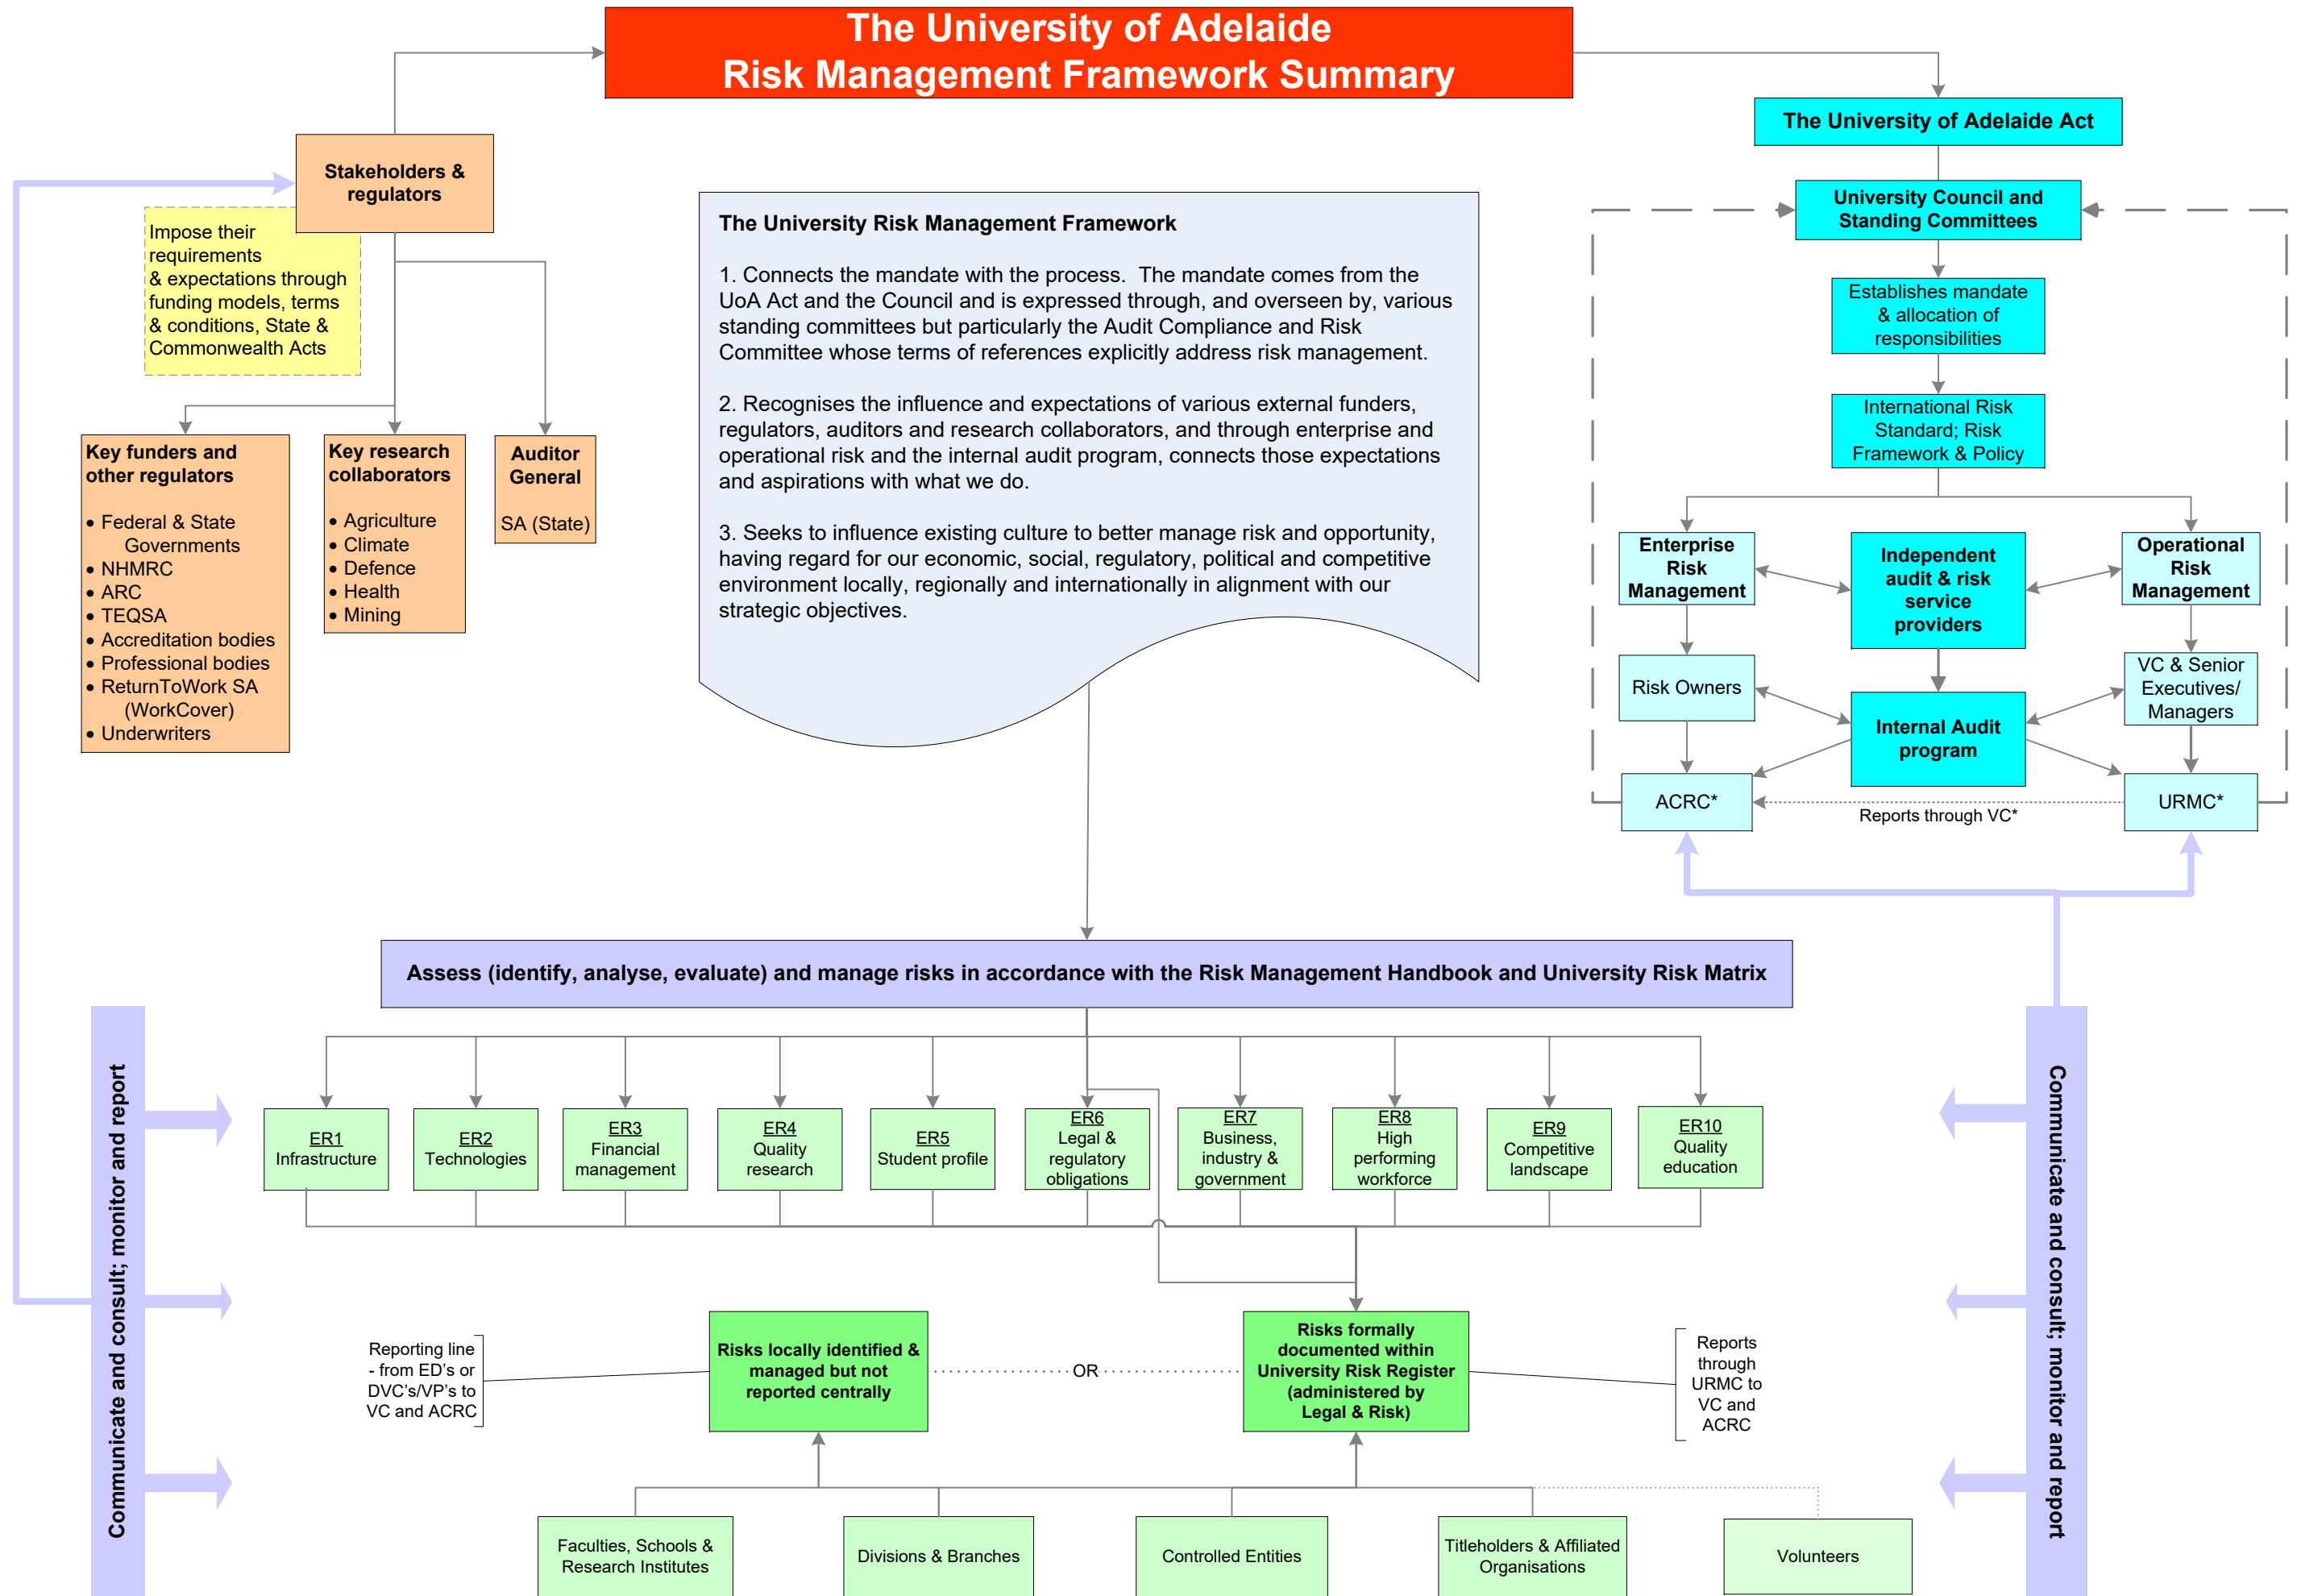 The University of Adelaide
Risk Management Framework Summary
The University of Adelaide Act
Stakeholders &
regulators
University Council and
Standing Committees
Impose their
requirements
& expectations through
funding models, terms
& conditions, State &
Commonwealth Acts
The University Risk Management Framework
1. Connects the mandate with the process.  The mandate comes from the
UoA Act and the Council and is expressed through, and overseen by, various
standing committees but particularly the Audit Compliance and Risk
Committee whose terms of references explicitly address risk management.
2. Recognises the influence and expectations of various external funders,
regulators, auditors and research collaborators, and through enterprise and
operational risk and the internal audit program, connects those expectations
and aspirations with what we do.
3. Seeks to influence existing culture to better manage risk and opportunity,
having regard for our economic, social, regulatory, political and competitive
environment locally, regionally and internationally in alignment with our
strategic objectives.
Establishes mandate
& allocation of
responsibilities
International Risk
Standard; Risk
Framework & Policy
Key funders and
other regulators
• Federal & State
Governments
• NHMRC
• ARC
• TEQSA
• Accreditation bodies
• Professional bodies
• ReturnToWork SA
(WorkCover)
• Underwriters
Key research
collaborators
• Agriculture
• Climate
• Defence
• Health
• Mining
Auditor
General
SA (State)
Enterprise
Risk
Management
Independent
audit & risk
service
providers
Operational
Risk
Management
Risk Owners
Internal Audit
program
VC & Senior
Executives/
Managers
ACRC*
Reports through VC*
URMC*
Assess (identify, analyse, evaluate) and manage risks in accordance with the Risk Management Handbook and University Risk Matrix
Communicate and consult; monitor and report
ER1
Infrastructure
ER2
Technologies
ER3
Financial
management
ER4
Quality
research
ER5
Student profile
ER6
Legal &
regulatory
obligations
ER7
Business,
industry &
government
ER8
High
performing
workforce
ER9
Competitive
landscape
ER10
Quality
education
Communicate and consult; monitor and report
Reporting line
- from ED's or
DVC's/VP's to
VC and ACRC
Risks locally identified &
managed but not
reported centrally
OR
Risks formally
documented within
University Risk Register
(administered by
Legal & Risk)
Reports
through
URMC to
VC and
ACRC
Faculties, Schools &
Research Institutes
Divisions & Branches
Controlled Entities
Titleholders & Affiliated
Organisations
Volunteers